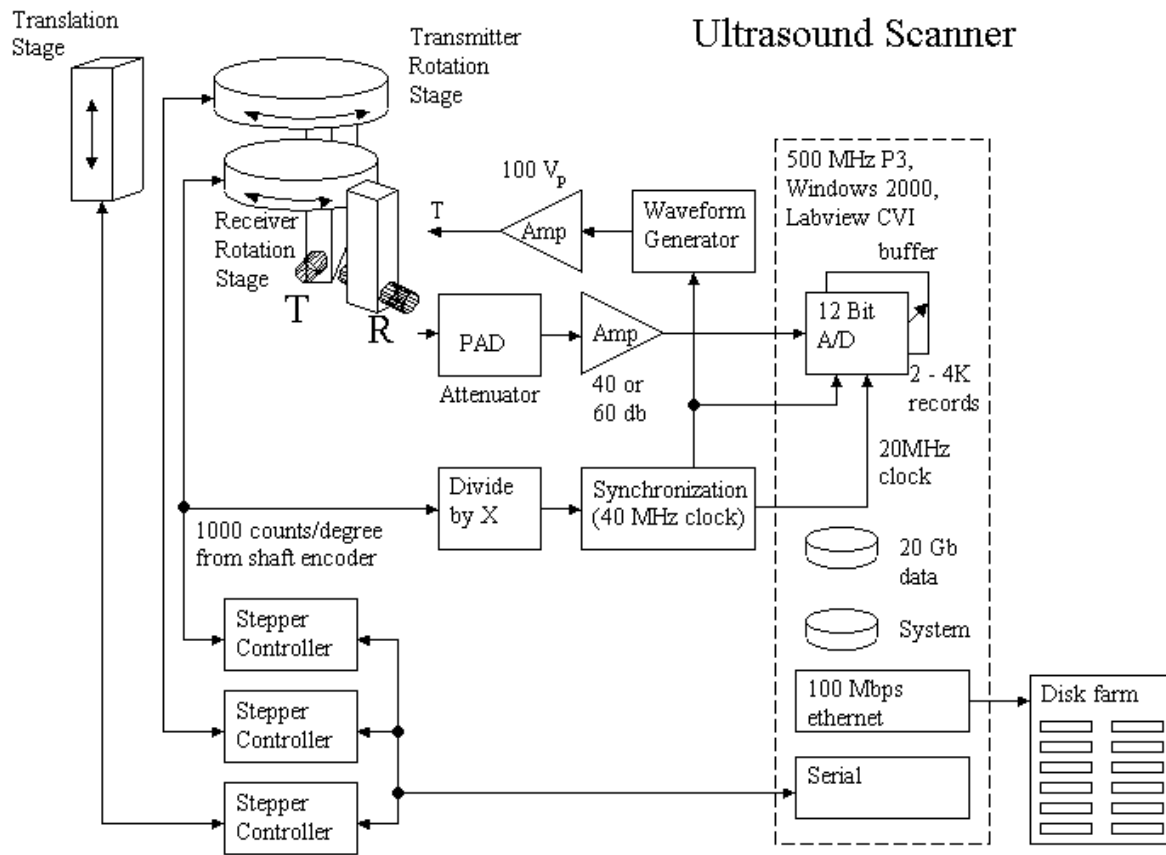 Ultrasound Scanner
Translation
Stage
Transmitter
Rotation
Stage
Receiver
Rotation
Stage
T
R
100 Vp
T
Amp
Waveform
Generator
500 MHz P3,
Windows 2000,
Labview CVI
buffer
12 Bit
A/D
2 - 4K
records
PAD
Attenuator
Amp
40 or
60 db
20MHz
clock
Divide
by X
Synchronization
(40 MHz clock)
1000 counts/degree
from shaft encoder
20 Gb
data
System
Stepper
Controller
Stepper
Controller
Stepper
Controller
100 Mbps
ethernet
Serial
Disk farm